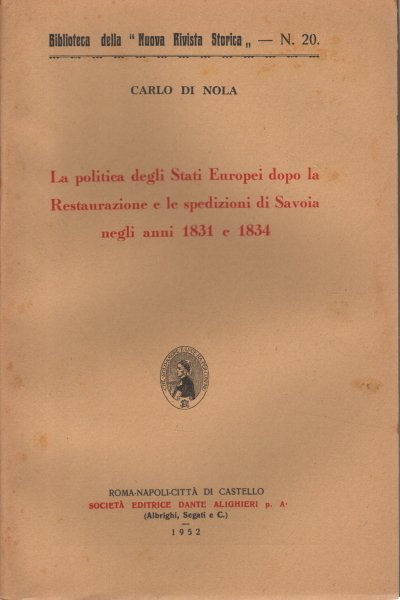 Biblioteca della “ Nuova Rivista Storica „ — N. 20.
CARLO DI NOLA
La politica degli Stati Europei dopo la
Restaurazione e le spedizioni di Savoia
negli anni 1831 e 1834
ROMA-NAPOLI-CITTÀ DI CASTELLO
SOCIETÀ EDITRICE DANTE ALIGHIERI p. A.
(Albrighi, Segati e C.)
1952